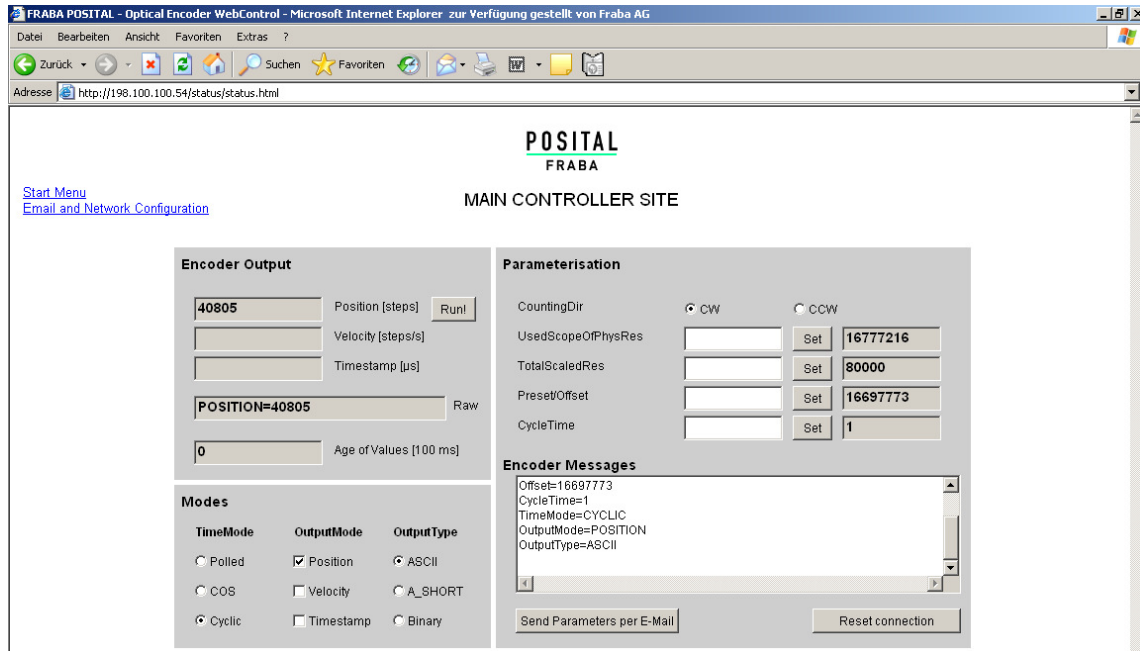 FRABA POSITAL - Optical Encoder WebControl - Microsoft Internet Explorer zur Verfügung gestellt von Fraba AG
Datei Bearbeiten Ansicht Favoriten Extras ?
Zurück Suchen Favoriten
Adresse http://198.100.100.54/status/status.html
POSITAL
FRABA
Start Menu
Email and Network Configuration
MAIN CONTROLLER SITE
Encoder Output
40805 Position [steps] Run!
Velocity [steps/s]
Timestamp [µs]
POSITION=40805 Raw
0 Age of Values [100 ms]
Modes
TimeMode OutputMode OutputType
Polled Position ASCII
COS Velocity A_SHORT
Cyclic Timestamp Binary
Parameterisation
CountingDir CW CCW
UsedScopeOfPhysRes Set 16777216
TotalScaledRes Set 80000
Preset/Offset Set 16697773
CycleTime Set 1
Encoder Messages
Offset=16697773
CycleTime=1
TimeMode=CYCLIC
OutputMode=POSITION
OutputType=ASCII
Send Parameters per E-Mail Reset connection